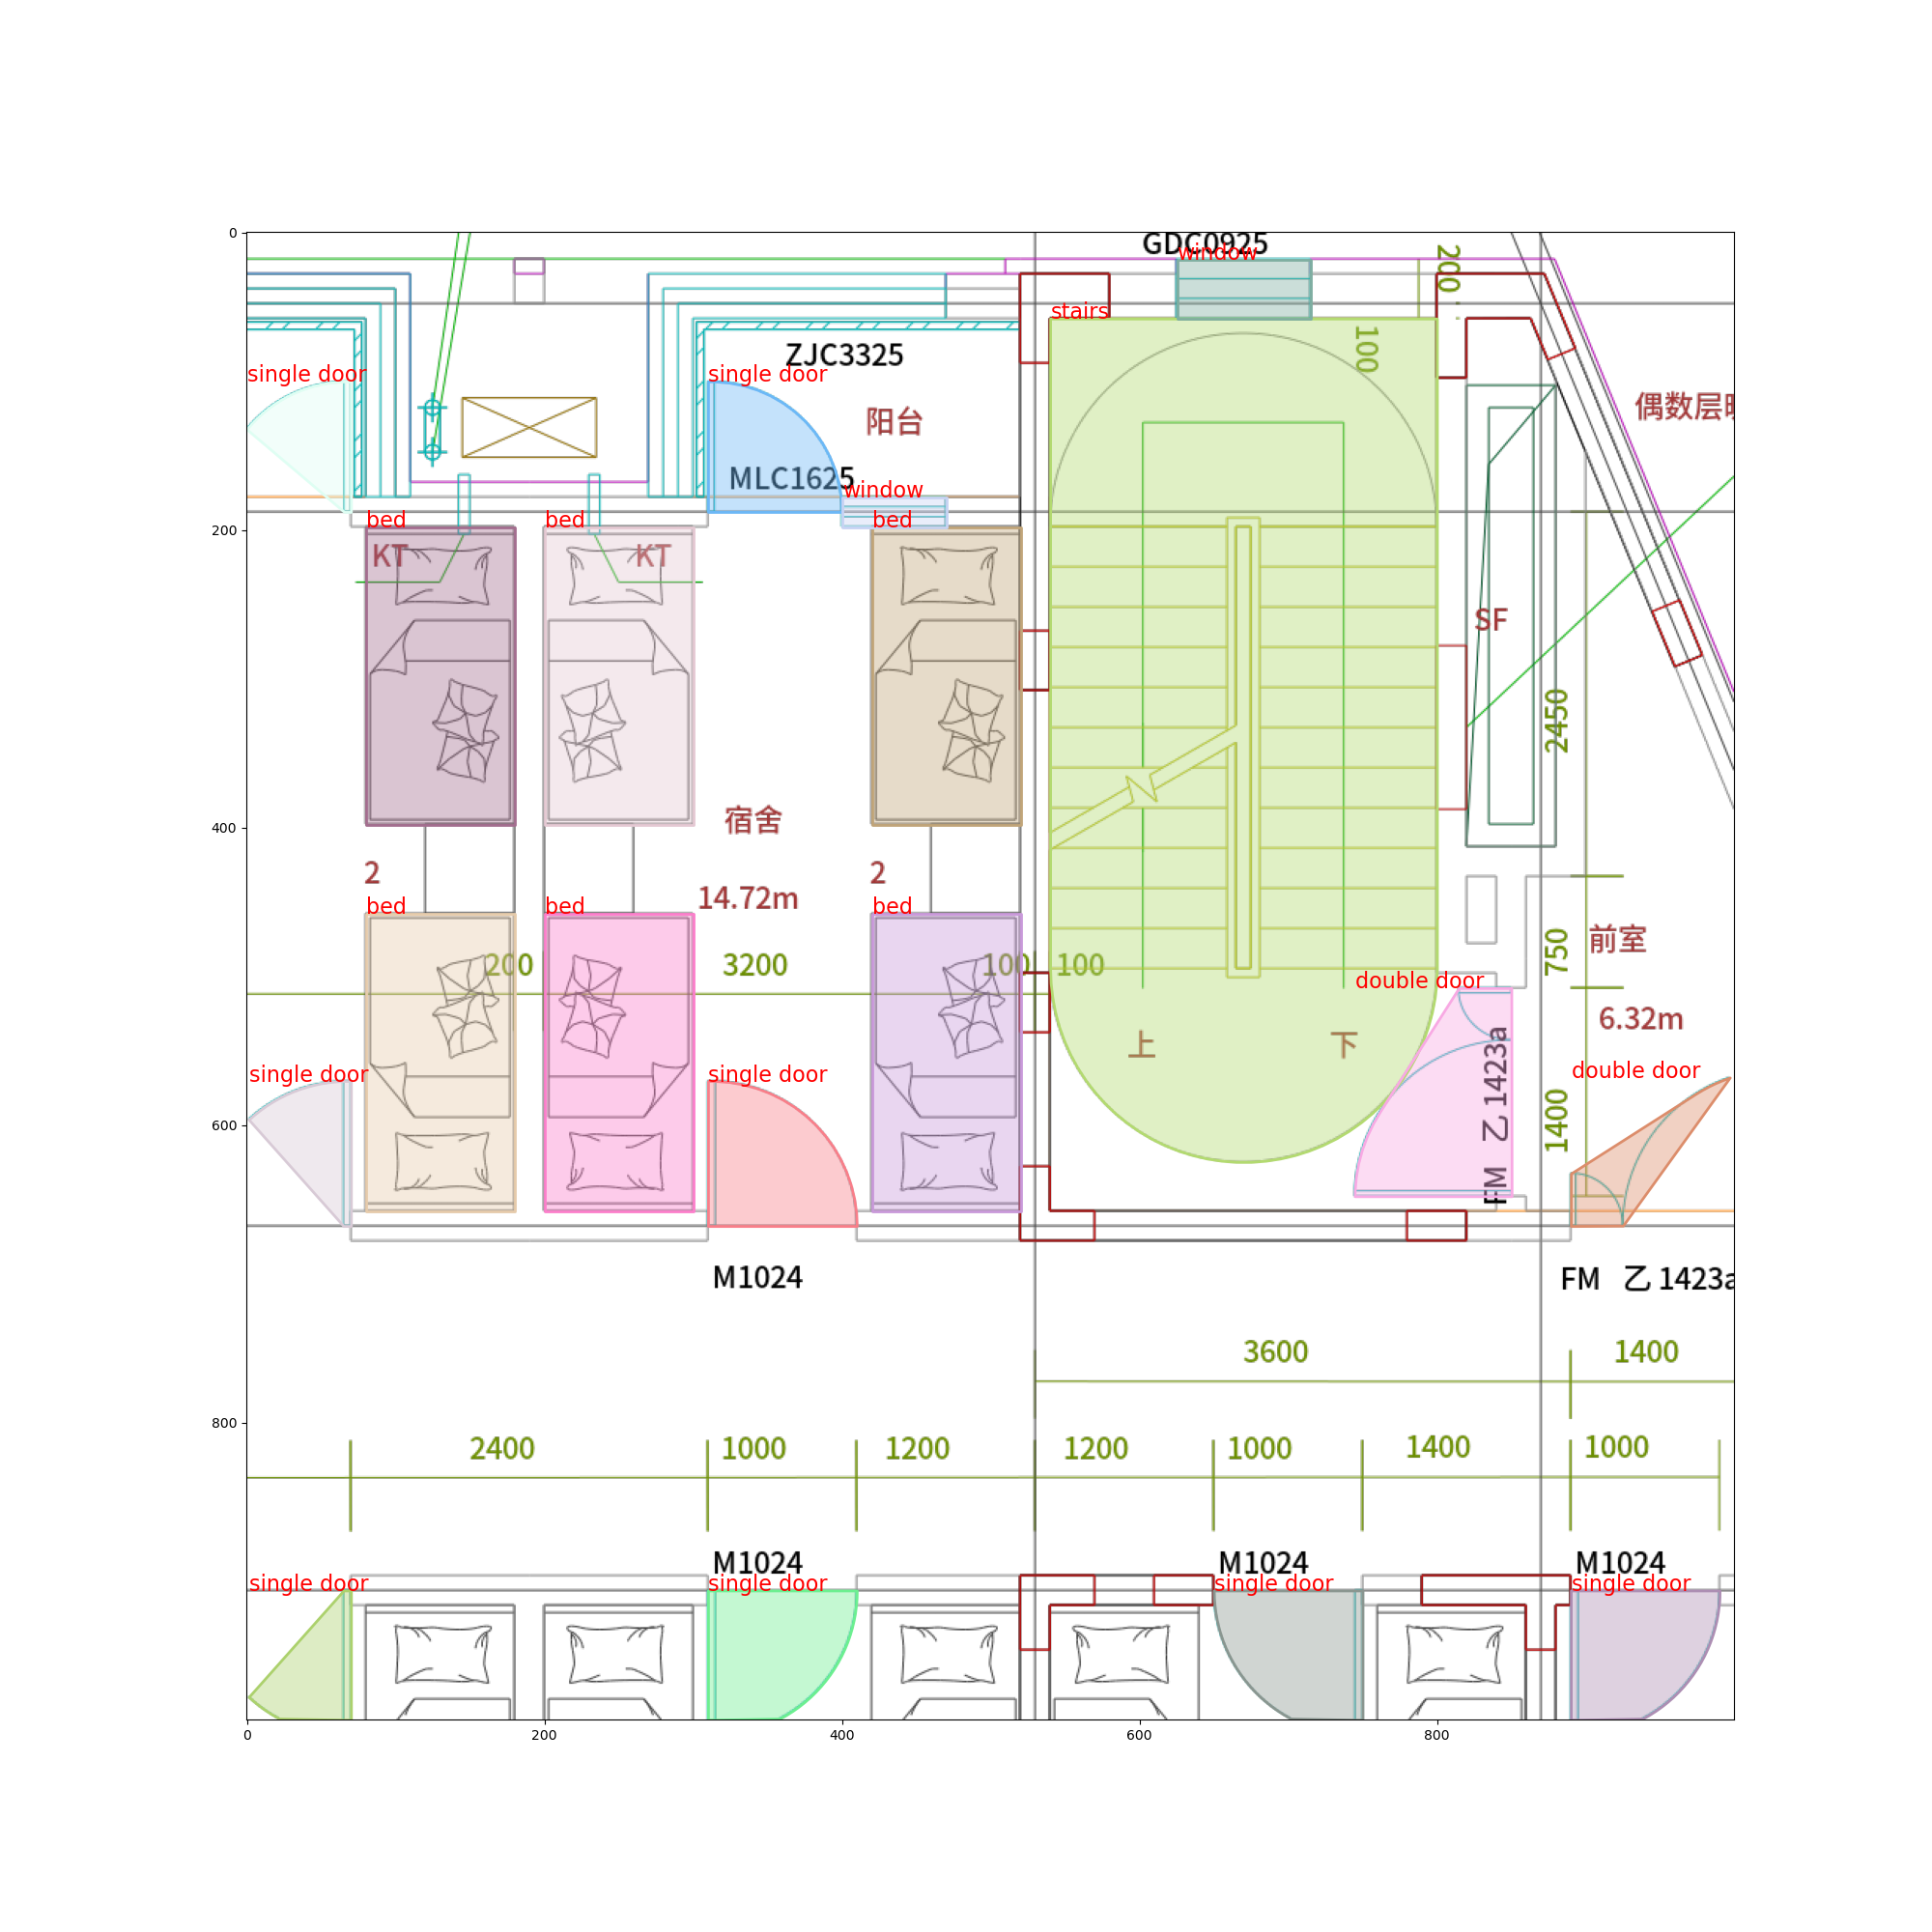 0
200
400
600
800
0
200
400
600
800
GDC0925
window
200
stairs
100
ZJC3325
single door
single door
阳台
偶数层
MLC1625
window
bed
bed
bed
KT
KT
SF
2450
宿舍
2
2
14.72m
bed
bed
bed
200
3200
100
100
750
前室
double door
6.32m
上
下
FM 乙 1423a
1400
double door
single door
single door
M1024
FM 乙 1423a
3600
1400
2400
1000
1200
1200
1000
1400
1000
M1024
M1024
M1024
single door
single door
single door
single door